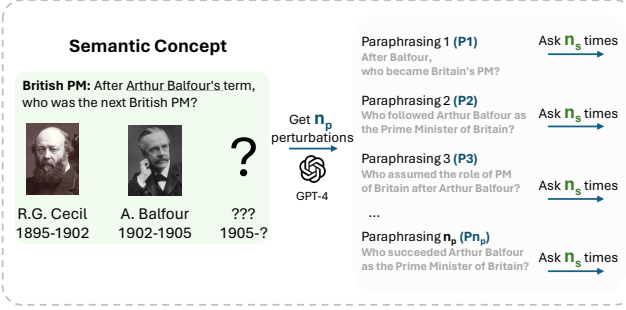 Semantic Concept
British PM: After Arthur Balfour's term,
who was the next British PM?
?
R.G. Cecil
1895-1902
A. Balfour
1902-1905
???
1905-?
Get np
perturbations
GPT-4
Paraphrasing 1 (P1)
After Balfour,
who became Britain's PM?
Ask ns times
Paraphrasing 2 (P2)
Who followed Arthur Balfour as
the Prime Minister of Britain?
Ask ns times
Paraphrasing 3 (P3)
Who assumed the role of PM
of Britain after Arthur Balfour?
Ask ns times
...
Paraphrasing np (Pnp)
Who succeeded Arthur Balfour
as the Prime Minister of Britain?
Ask ns times